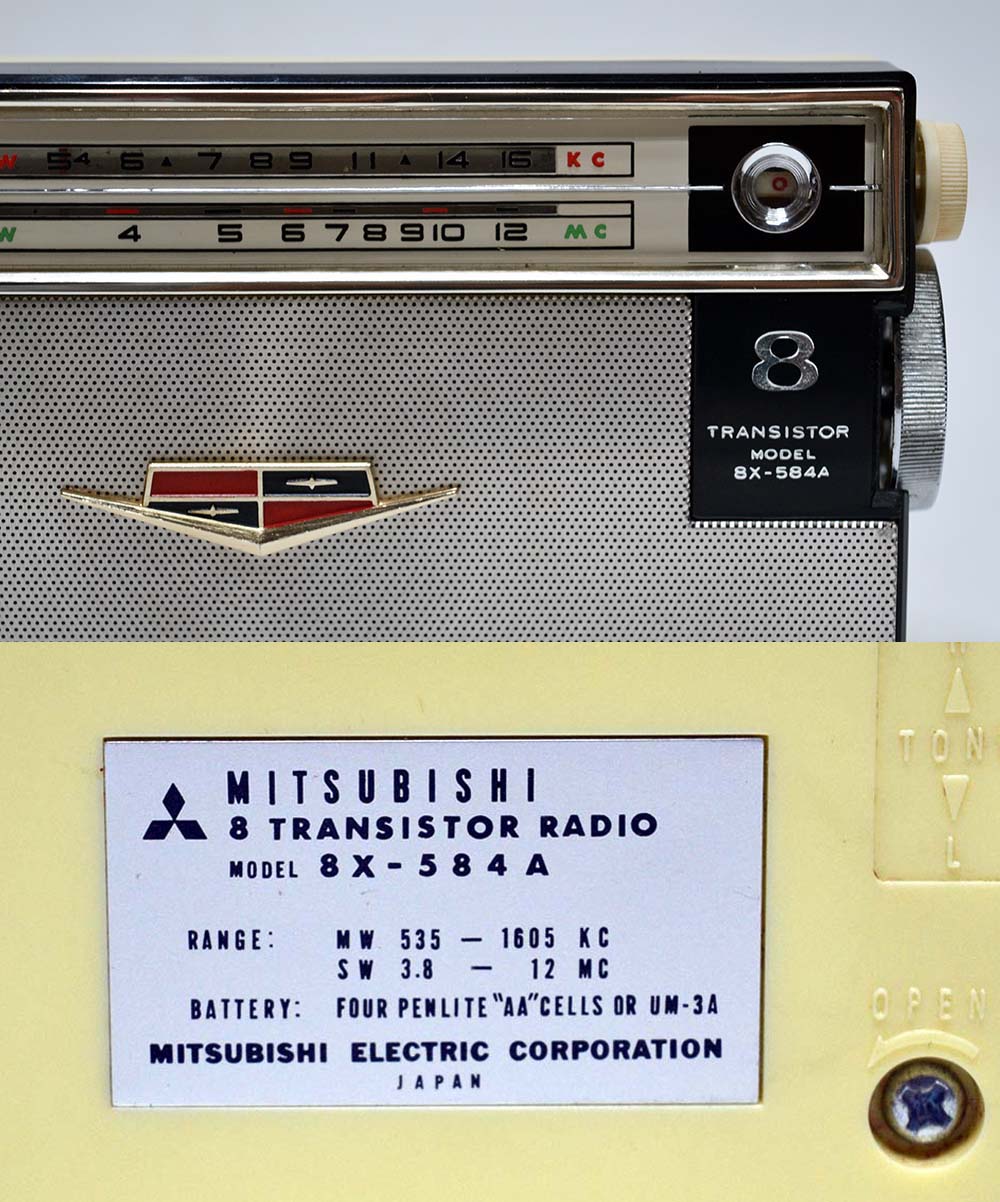 W 54 6 ▲ 7 8 9 11 ▲ 14 16 KC
W 4 5 6 7 8 9 10 12 MC
8
TRANSISTOR
MODEL
8X-584A
MITSUBISHI
8 TRANSISTOR RADIO
MODEL 8X-584A
RANGE: MW 535 — 1605 KC
SW 3.8 — 12 MC
BATTERY: FOUR PENLITE "AA" CELLS OR UM-3A
MITSUBISHI ELECTRIC CORPORATION
JAPAN
TON
L
OPEN